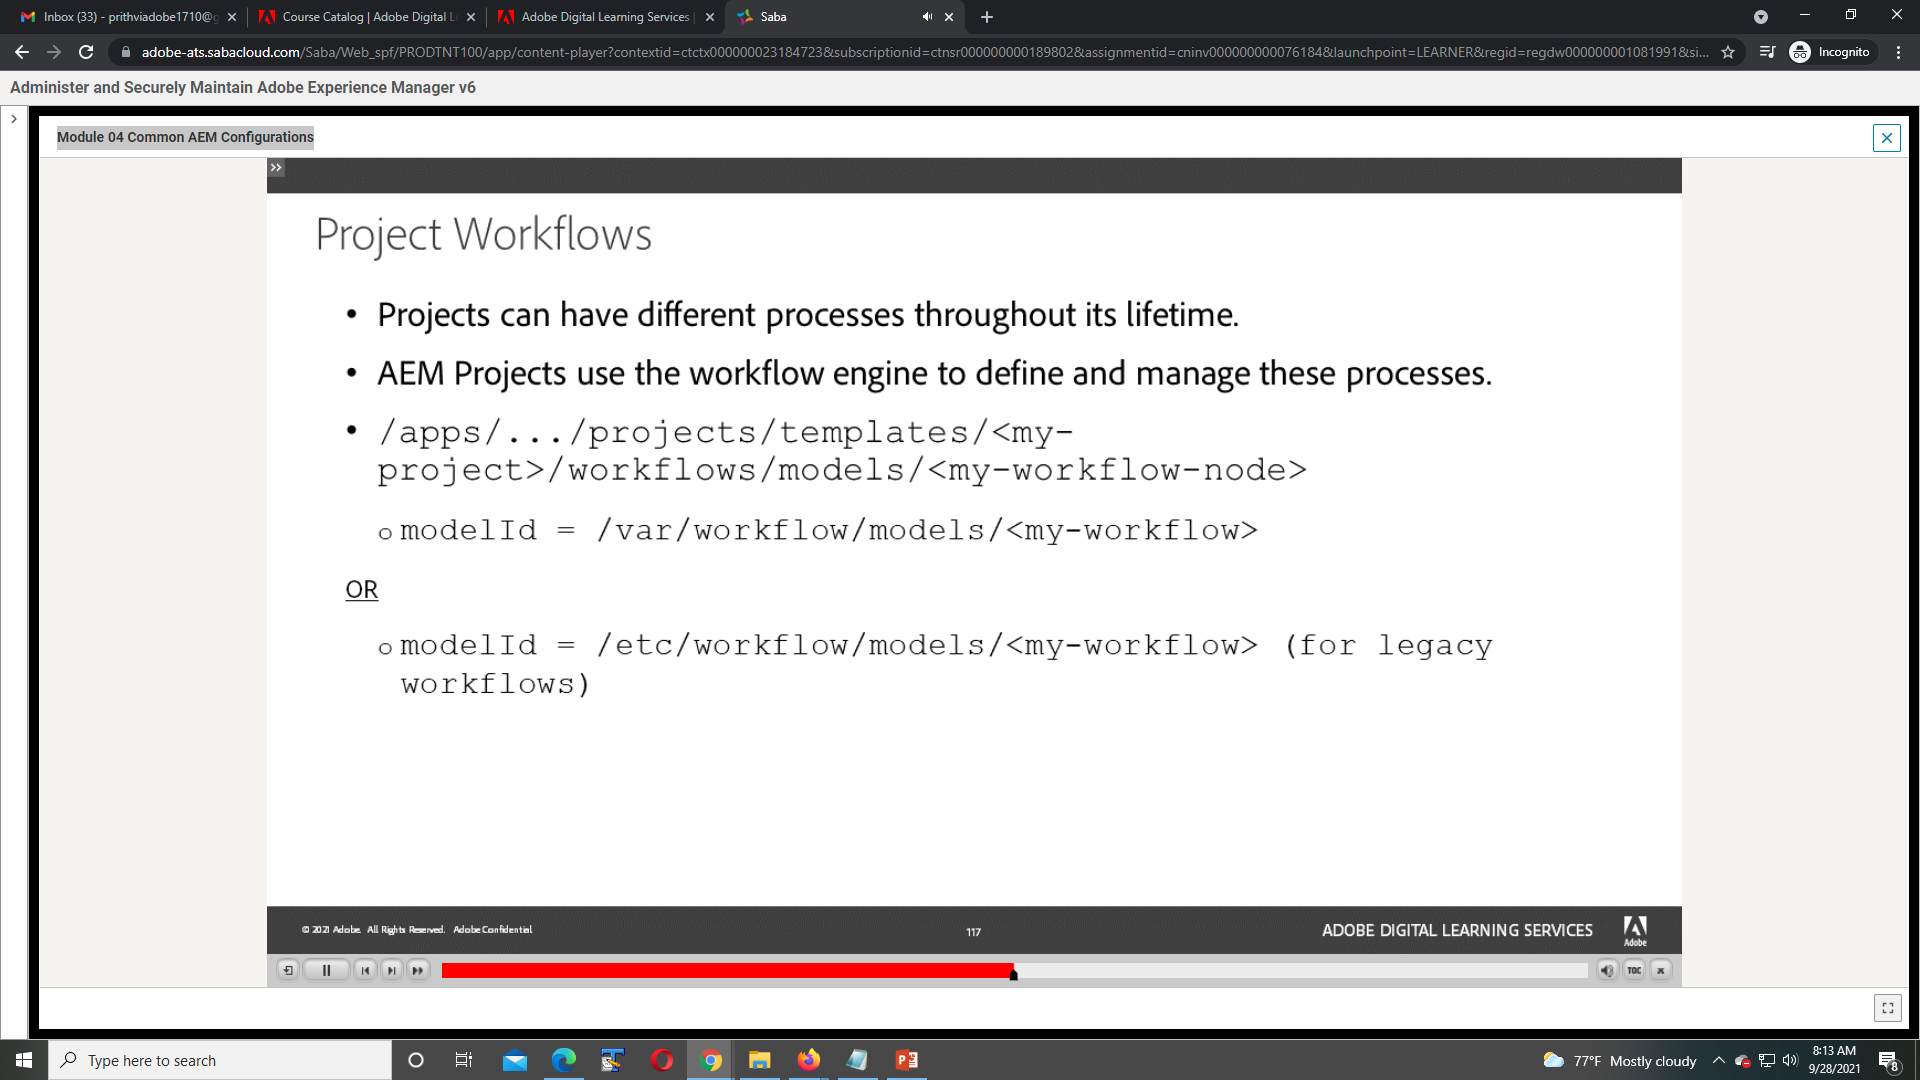 Inbox (33) - prithviadobe1710@g
Course Catalog | Adobe Digital L
Adobe Digital Learning Services
Saba
adobe-ats.sabacloud.com/Saba/Web_spf/PRODTNT100/app/content-player?contextid=ctctx000000023184723&subscriptionid=ctnsr0000000000189802&assignmentid=cninv000000000076184&launchpoint=LEARNER&regid=regdw000000001081991&si...
Incognito
Administer and Securely Maintain Adobe Experience Manager v6
Module 04 Common AEM Configurations
Project Workflows
• Projects can have different processes throughout its lifetime.
• AEM Projects use the workflow engine to define and manage these processes.
• /apps/.../projects/templates/<my-
project>/workflows/models/<my-workflow-node>
o modelId = /var/workflow/models/<my-workflow>
OR
o modelId = /etc/workflow/models/<my-workflow> (for legacy
workflows)
© 2021 Adobe. All Rights Reserved. Adobe Confidential
117
ADOBE DIGITAL LEARNING SERVICES
Adobe
TOC
Type here to search
77°F Mostly cloudy
8:13 AM
9/28/2021
8